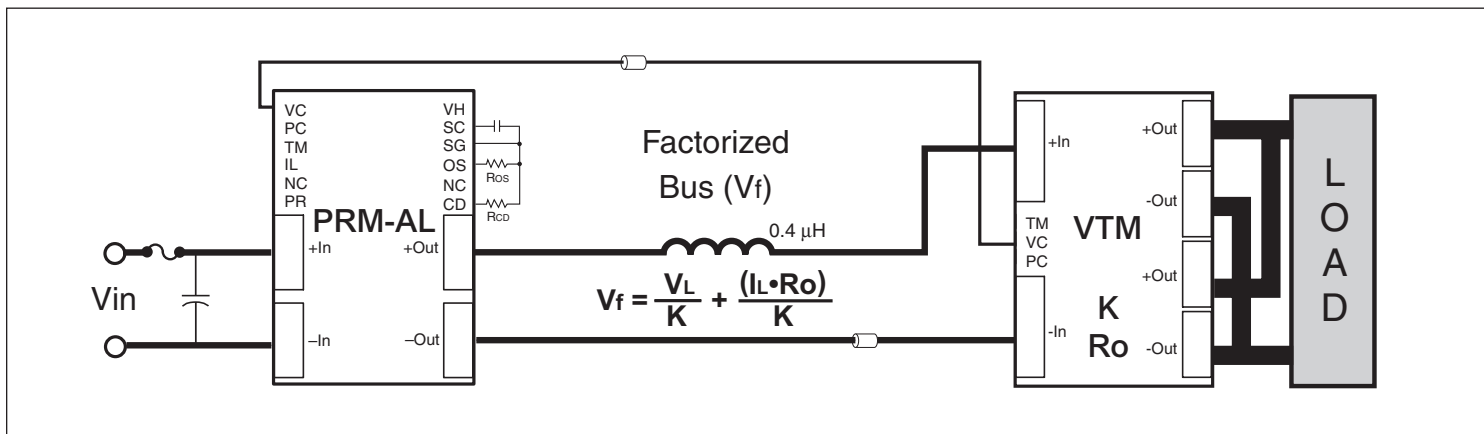 VC
PC
TM
IL
NC
PR
VH
SC
SG
OS
NC
CD
ROS
RCD
PRM-AL
+In
–In
+Out
–Out
Vin
Factorized
Bus (Vf)
0.4 μH
Vf = VL/K + (IL•Ro)/K
+In
-In
TM
VC
PC
VTM
K
Ro
+Out
-Out
+Out
-Out
LOAD